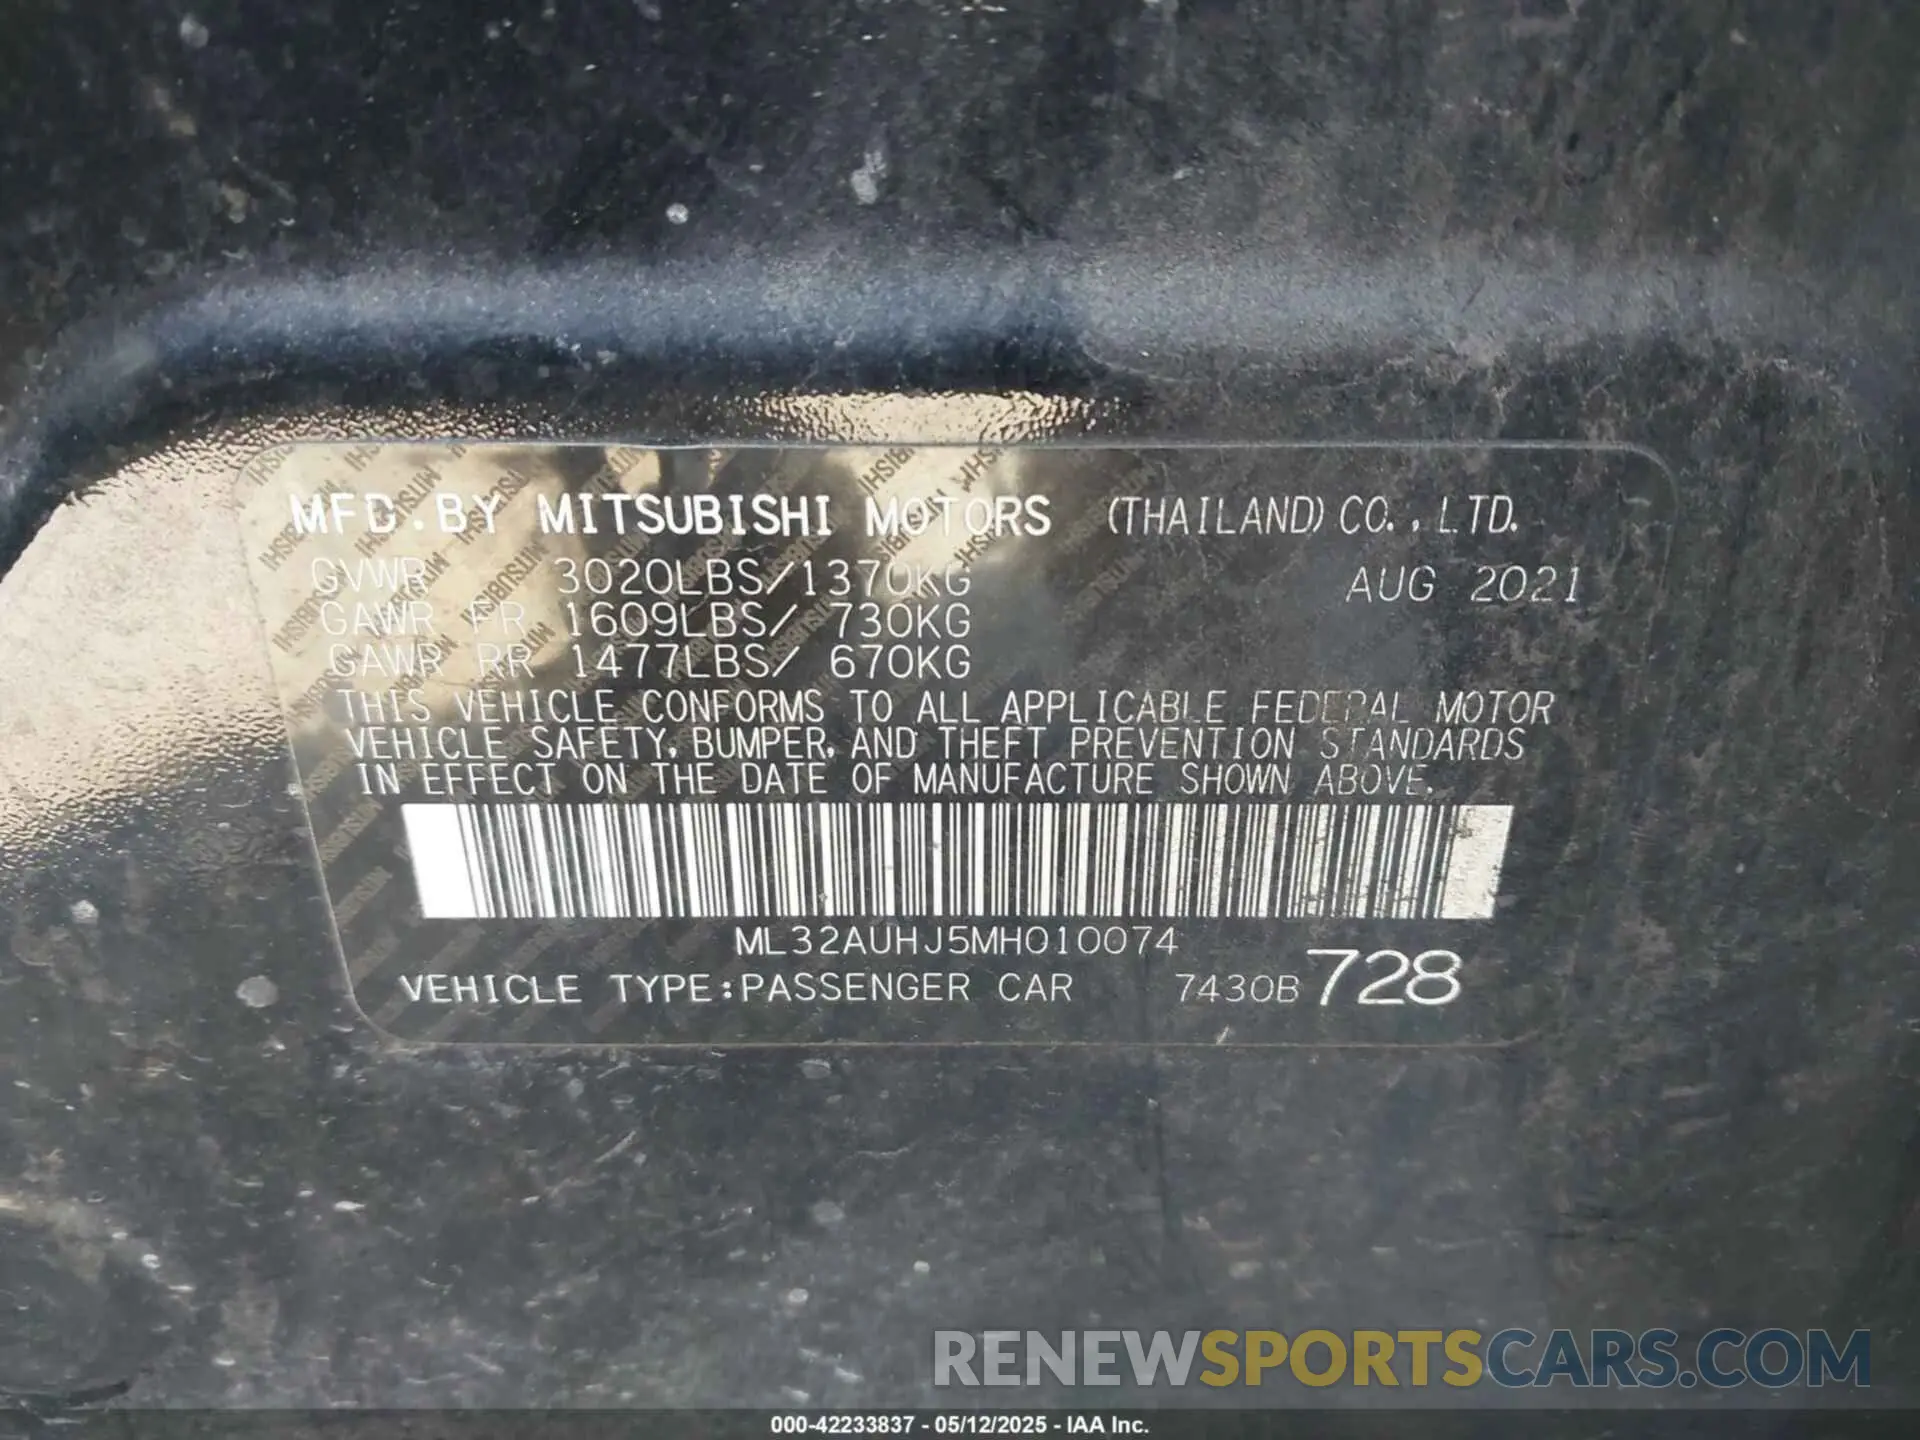 MFD.BY MITSUBISHI MOTORS (THAILAND)CO.,LTD.
GVWR 3020LBS/1370KG AUG 2021
GAWR FR 1609LBS/ 730KG
GAWR RR 1477LBS/ 670KG
THIS VEHICLE CONFORMS TO ALL APPLICABLE FEDERAL MOTOR
VEHICLE SAFETY, BUMPER, AND THEFT PREVENTION STANDARDS
IN EFFECT ON THE DATE OF MANUFACTURE SHOWN ABOVE.
ML32AUHJ5MH010074
VEHICLE TYPE:PASSENGER CAR 7430B 728
RENEWSPORTSCARS.COM
000-42233837 - 05/12/2025 - IAA Inc.